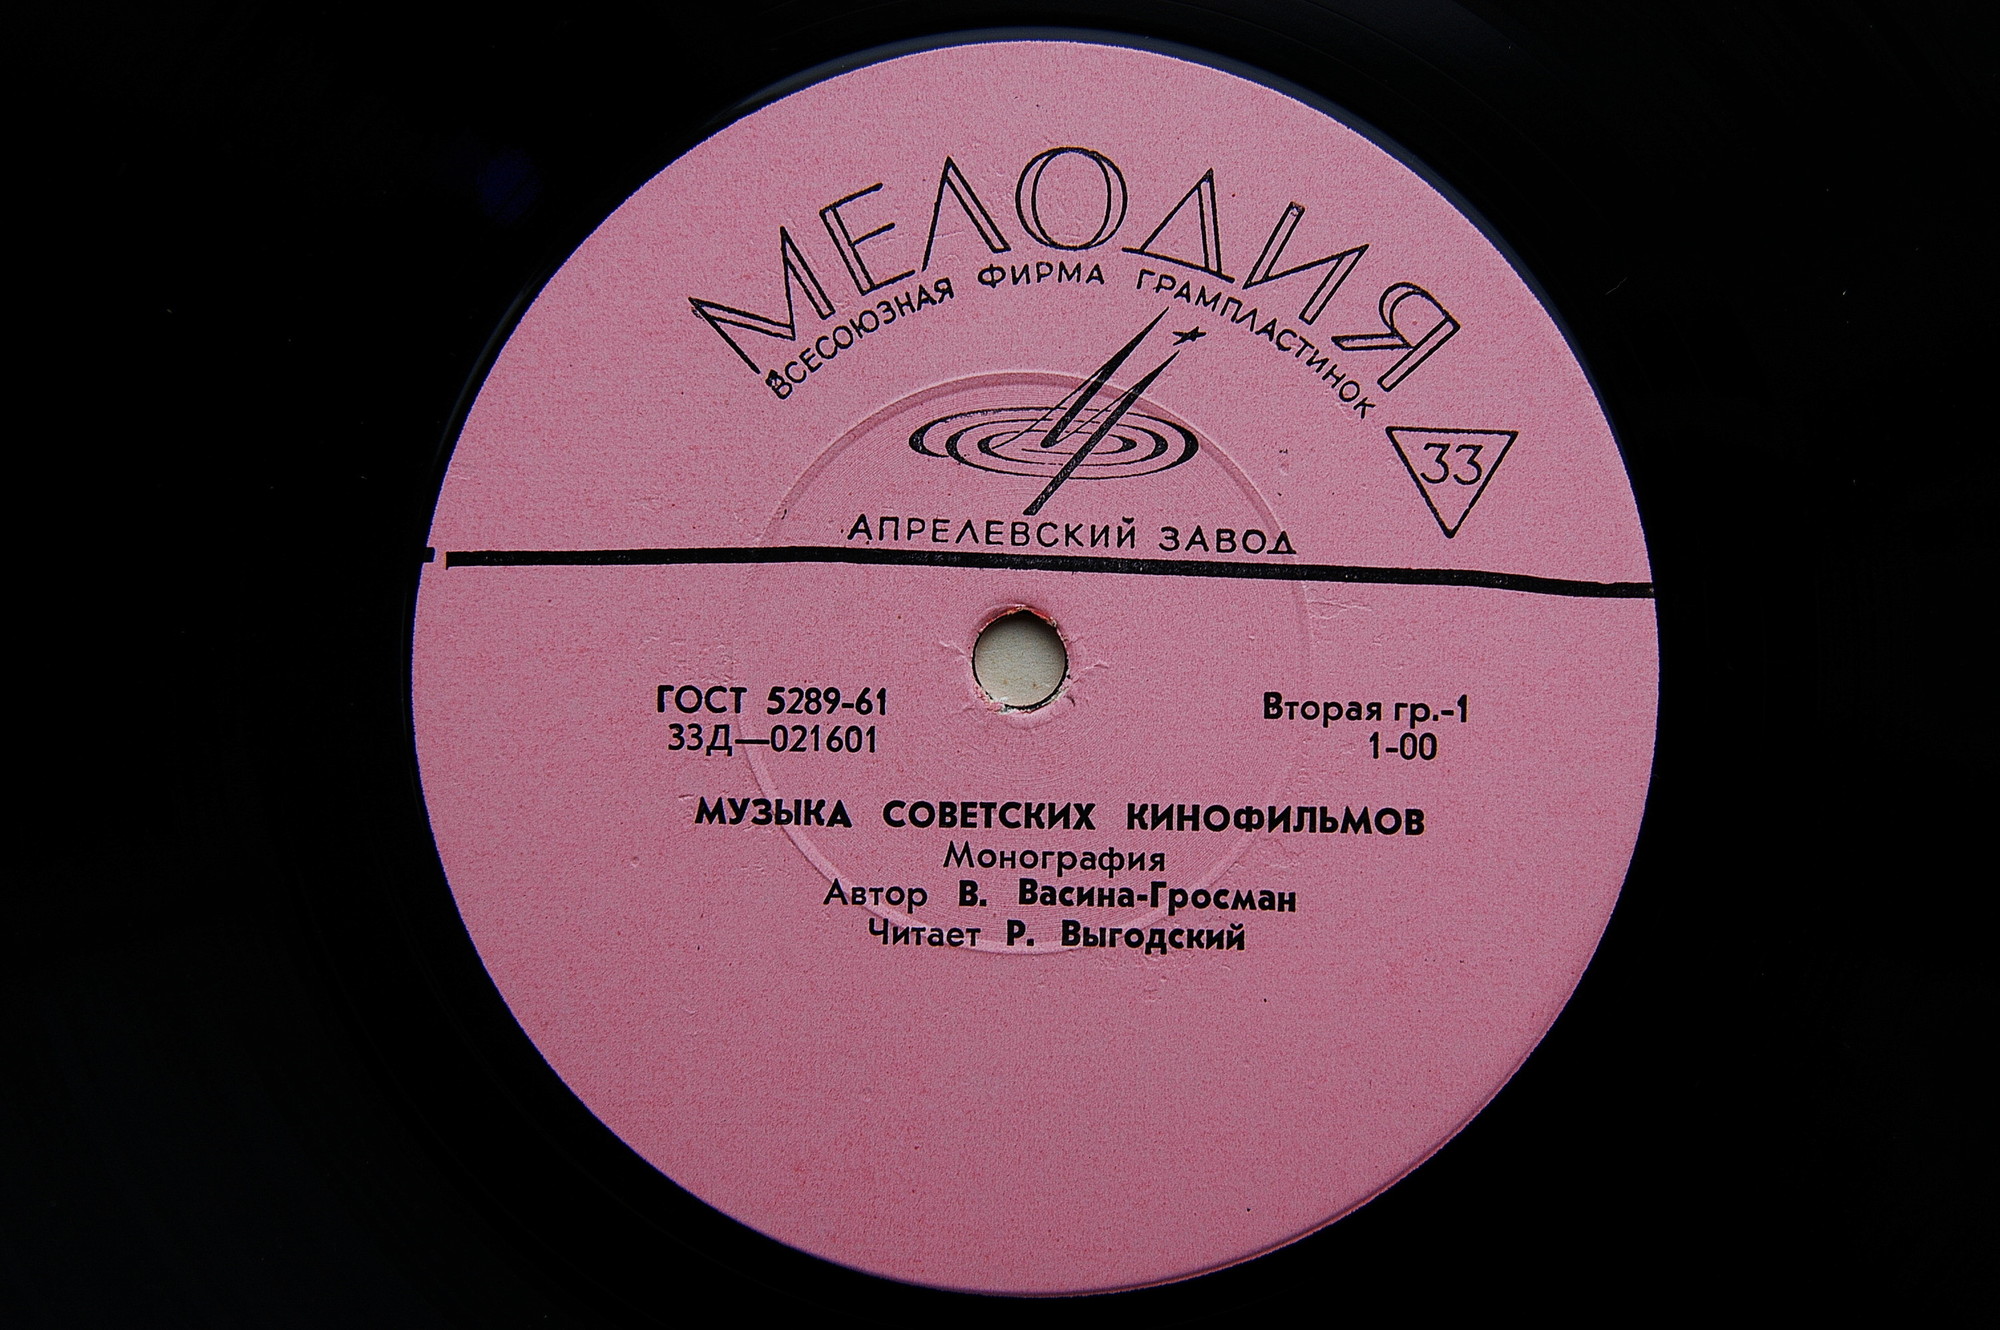 МЕЛОДИЯ
ВСЕСОЮЗНАЯ ФИРМА ГРАМПЛАСТИНОК
33
АПРЕЛЕВСКИЙ ЗАВОД
ГОСТ 5289-61
33Д—021601
Вторая гр.-1
1-00
МУЗЫКА СОВЕТСКИХ КИНОФИЛЬМОВ
Монография
Автор В. Васина-Гросман
Читает Р. Выгодский